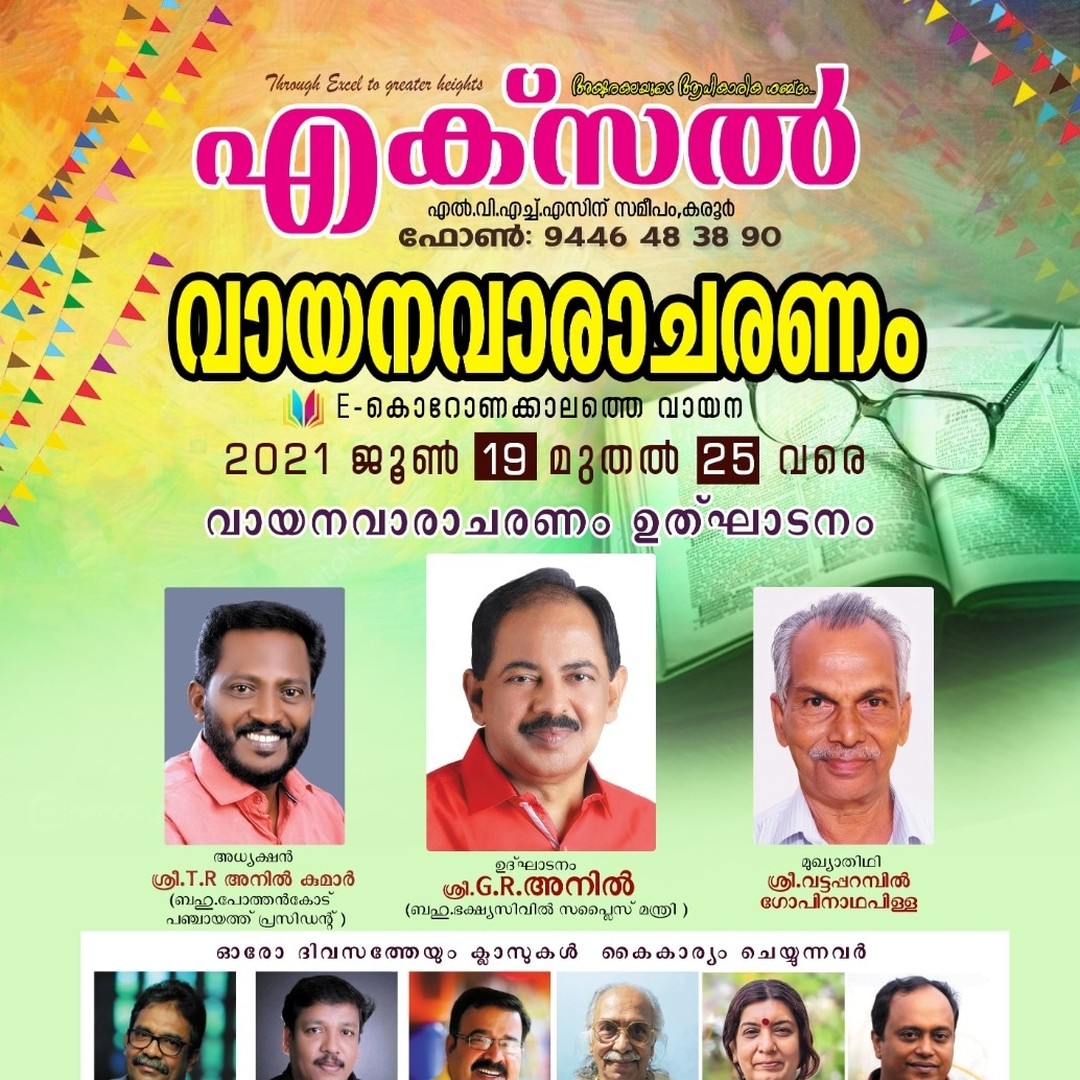 Through Excel to greater heights
അക്ഷരകലയുടെ ആധികാരിക ശബ്ദം..
എക്സൽ
എൽ.വി.എച്ച്.എസിന് സമീപം,കരൂർ
ഫോൺ: 9446 48 38 90
വായനവാരാചരണം
E-കൊറോണക്കാലത്തെ വായന
2021 ജൂൺ 19 മുതൽ 25 വരെ
വായനവാരാചരണം ഉത്ഘാടനം
അധ്യക്ഷൻ
ശ്രീ.T.R അനിൽ കുമാർ
(ബഹു.പോത്തൻകോട്
പഞ്ചായത്ത് പ്രസിഡന്റ് )
ഉദ്ഘാടനം
ശ്രീ.G.R.അനിൽ
(ബഹു.ഭക്ഷ്യസിവിൽ സപ്ലൈസ് മന്ത്രി )
മുഖ്യാതിഥി
ശ്രീ.വട്ടപ്പറമ്പിൽ
ഗോപിനാഥപിള്ള
ഓരോ ദിവസത്തേയും ക്ലാസുകൾ കൈകാര്യം ചെയ്യുന്നവർ